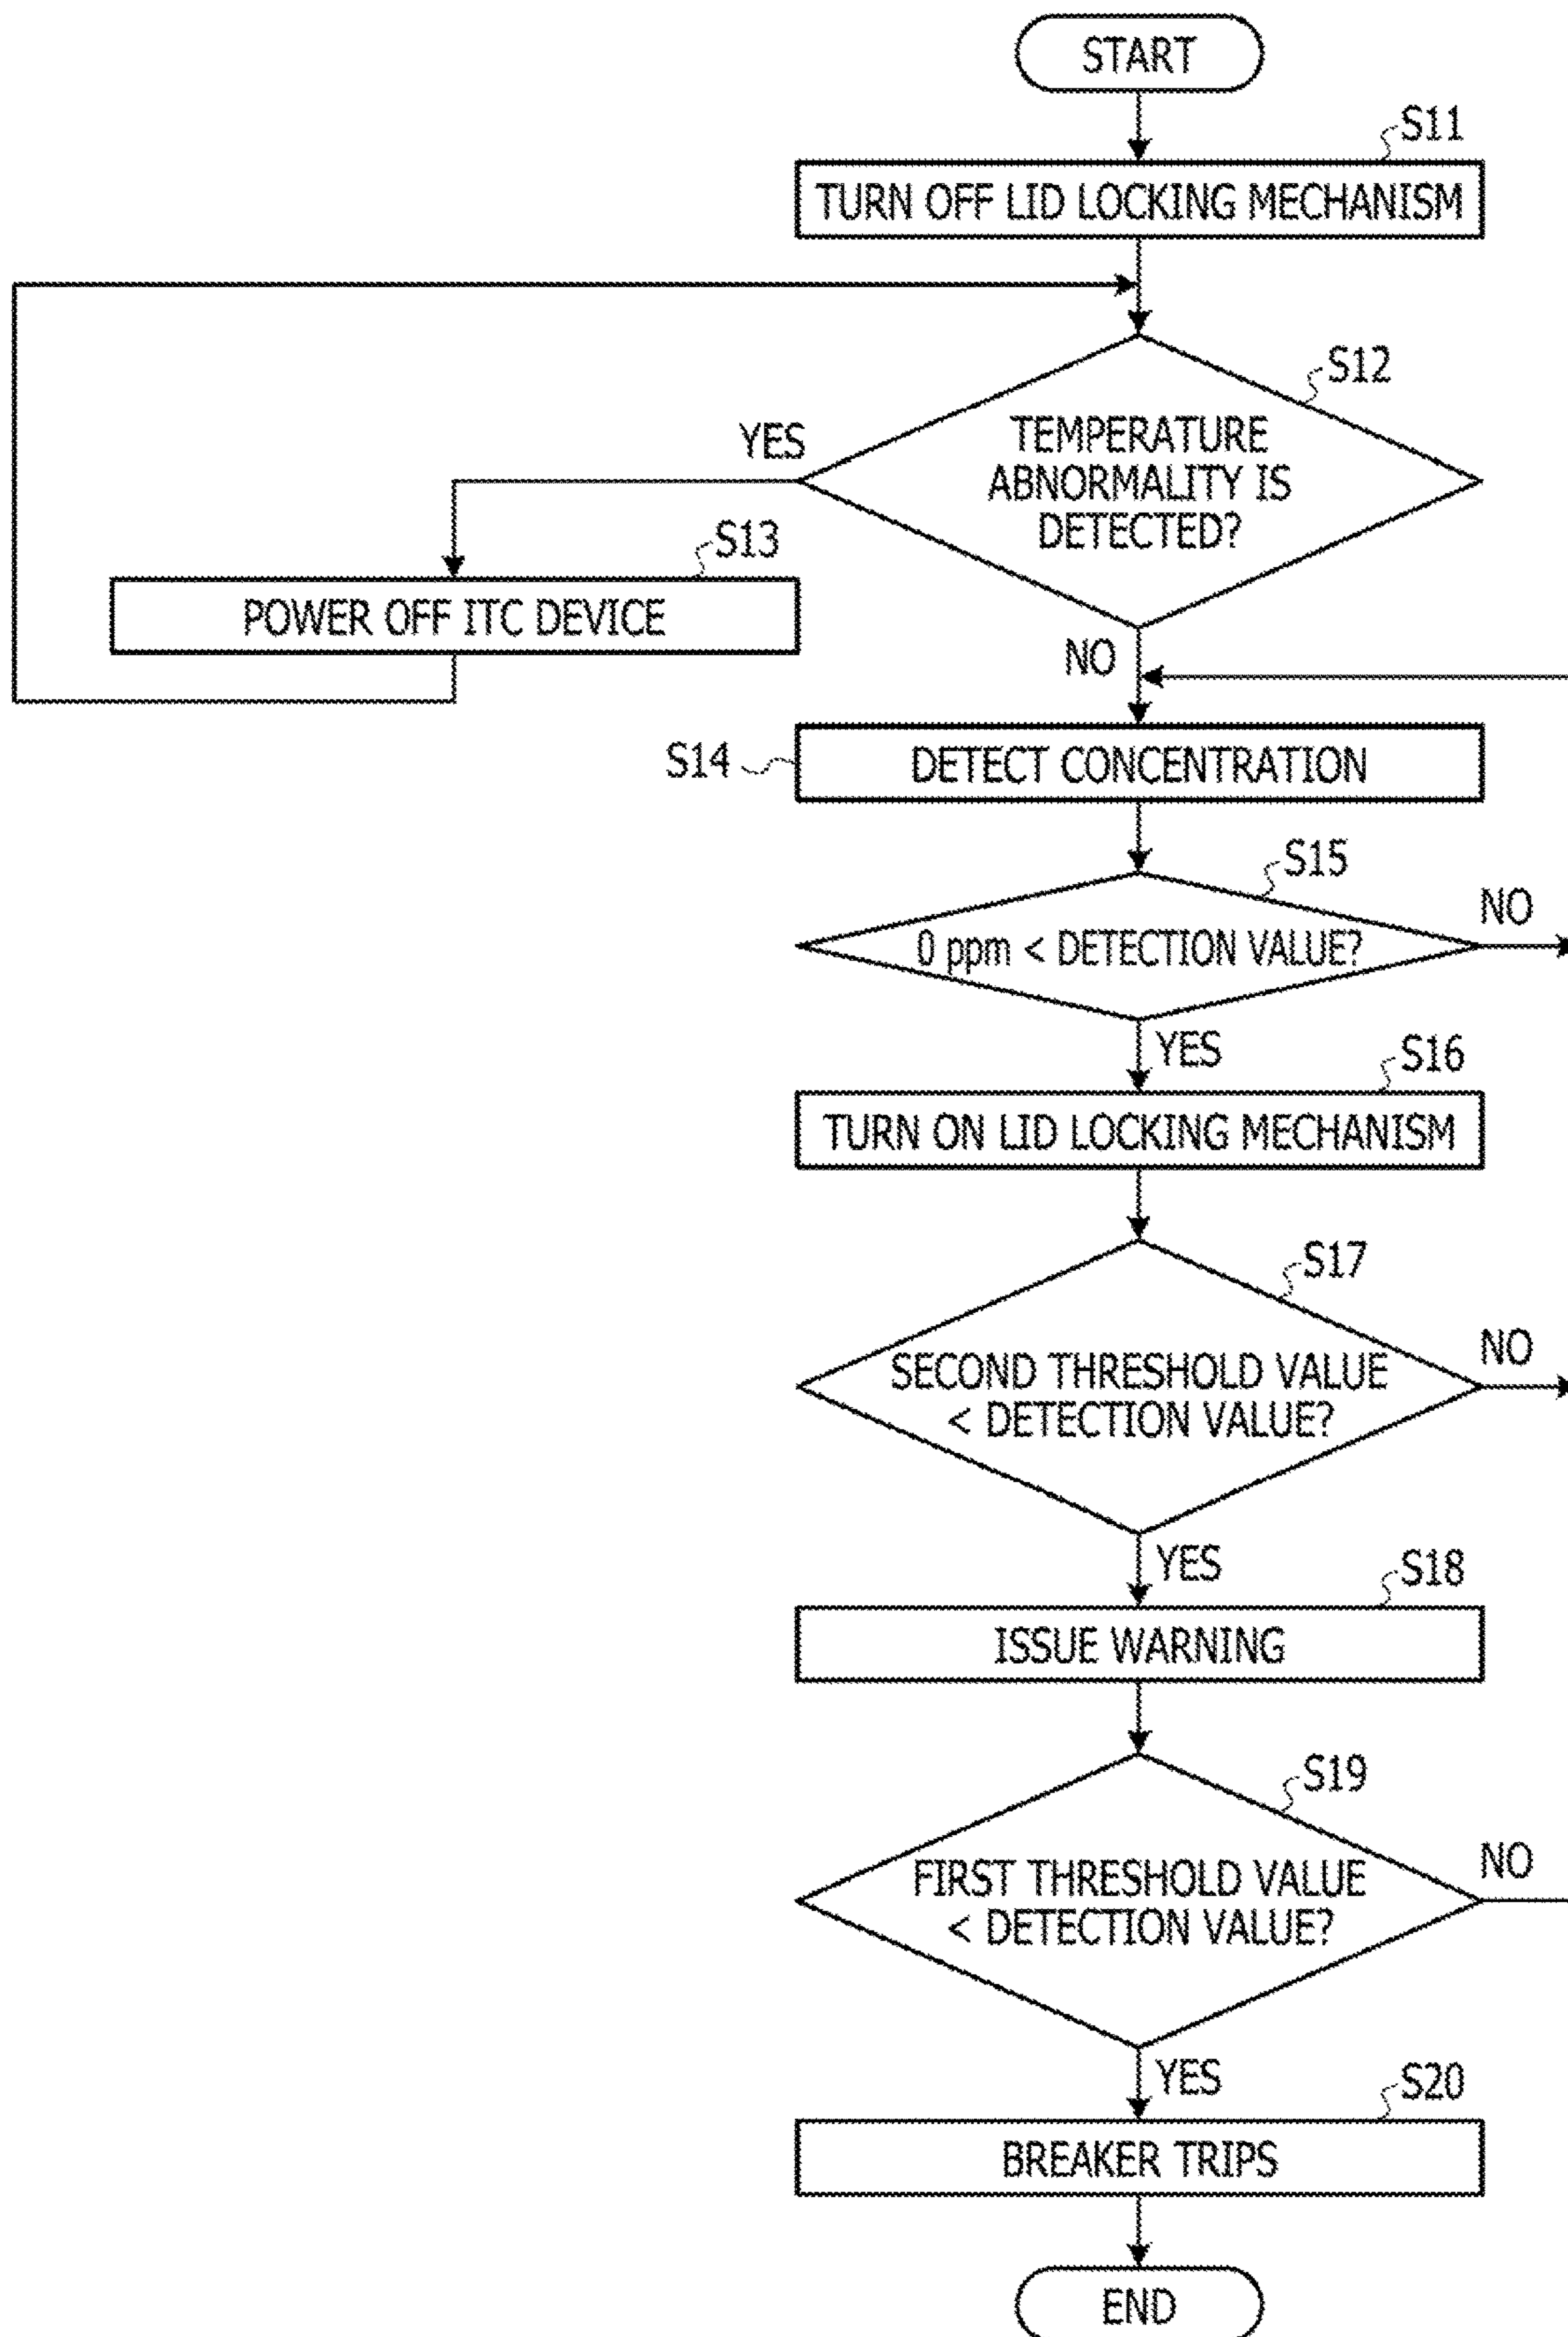 START
S11
TURN OFF LID LOCKING MECHANISM
S12
TEMPERATURE
ABNORMALITY IS
DETECTED?
YES
S13
POWER OFF ITC DEVICE
NO
S14
DETECT CONCENTRATION
S15
0 ppm < DETECTION VALUE?
NO
YES
S16
TURN ON LID LOCKING MECHANISM
S17
SECOND THRESHOLD VALUE
< DETECTION VALUE?
NO
YES
S18
ISSUE WARNING
S19
FIRST THRESHOLD VALUE
< DETECTION VALUE?
NO
YES
S20
BREAKER TRIPS
END